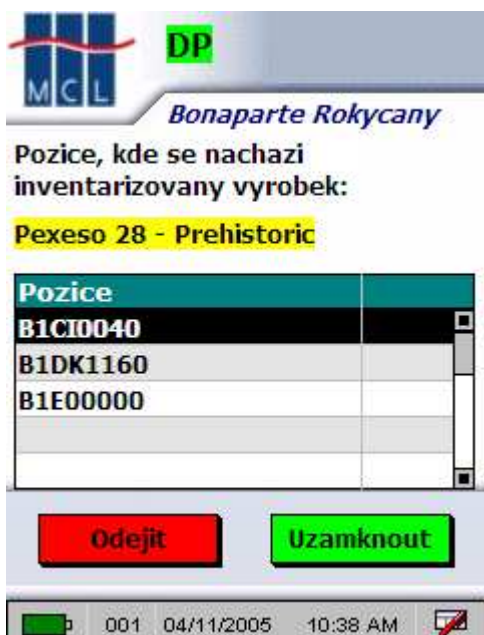 MCL
DP
Bonaparte Rokycany
Pozice, kde se nachazi
inventarizovany vyrobek:
Pexeso 28 - Prehistoric
Pozice
B1CI0040
B1DK1160
B1E00000
Odejit Uzamknout
001 04/11/2005 10:38 AM